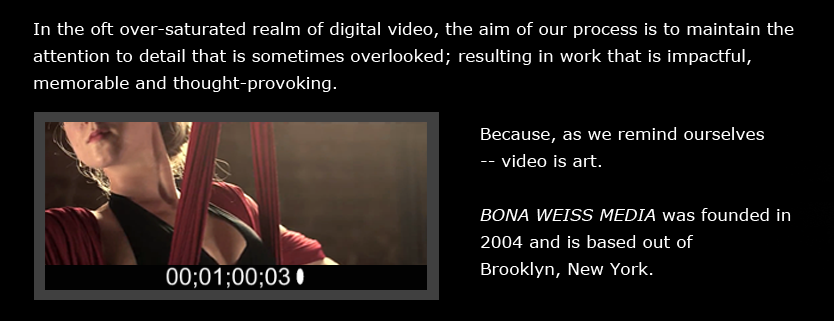 In the oft over-saturated realm of digital video, the aim of our process is to maintain the
attention to detail that is sometimes overlooked; resulting in work that is impactful,
memorable and thought-provoking.
Because, as we remind ourselves
-- video is art.
BONA WEISS MEDIA was founded in
2004 and is based out of
Brooklyn, New York.
00;01;00;03